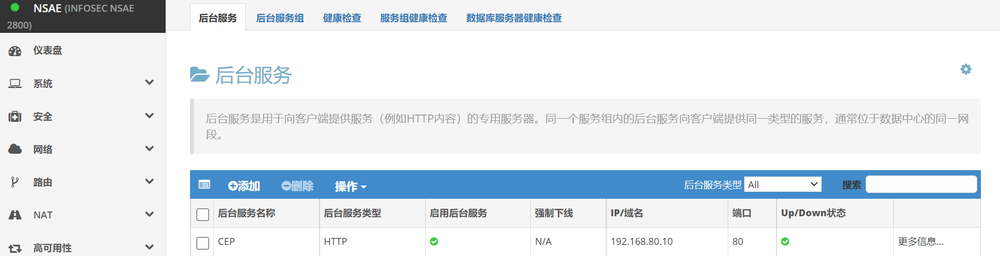 NSAE (INFOSEC NSAE
2800)
仪表盘
系统
安全
网络
路由
NAT
高可用性
后台服务 后台服务组 健康检查 服务组健康检查 数据库服务器健康检查
后台服务
后台服务是用于向客户端提供服务（例如HTTP内容）的专用服务器。同一个服务组内的后台服务向客户端提供同一类型的服务，通常位于数据中心的同一网
段。
添加 删除 操作 后台服务类型 All 搜索
后台服务名称 后台服务类型 启用后台服务 强制下线 IP/域名 端口 Up/Down状态
CEP HTTP N/A 192.168.80.10 80 更多信息...